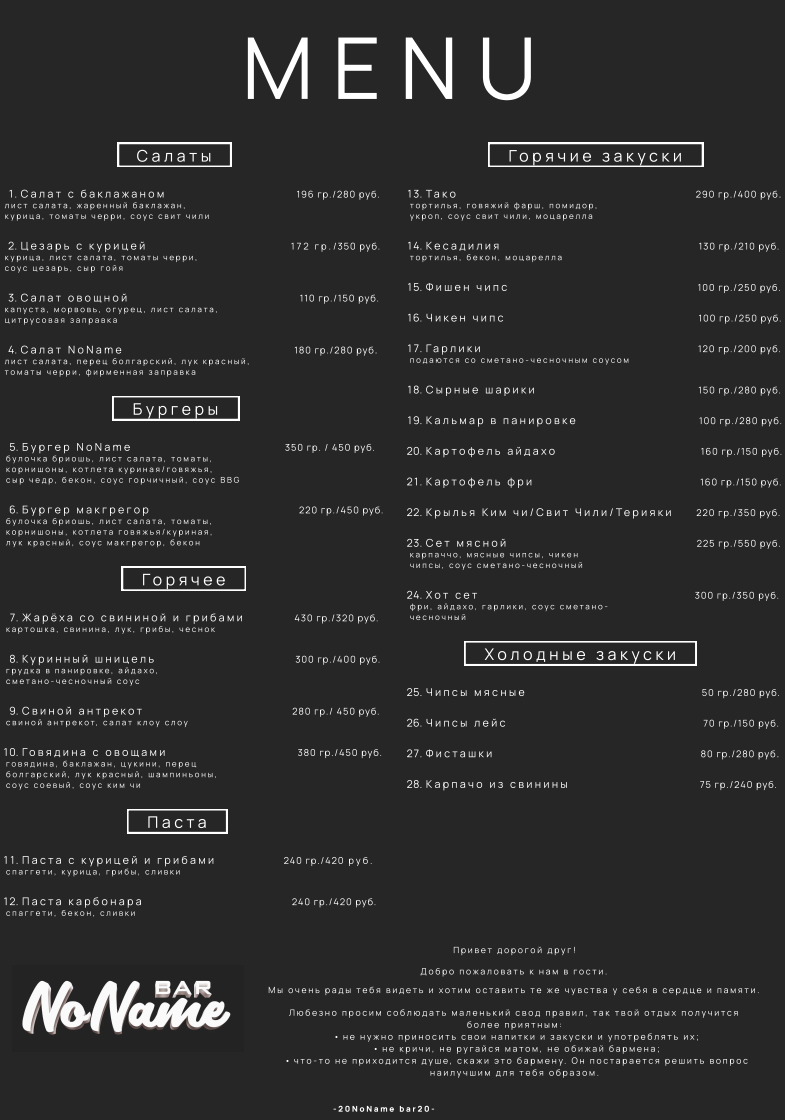 MENU
Салаты
1. Салат с баклажаном 196 гр./280 руб.
лист салата, жаренный баклажан,
курица, томаты черри, соус свит чили
2. Цезарь с курицей 172 гр./350 руб.
курица, лист салата, томаты черри,
соус цезарь, сыр гойя
3. Салат овощной 110 гр./150 руб.
капуста, морвовь, огурец, лист салата,
цитрусовая заправка
4. Салат NoName 180 гр./280 руб.
лист салата, перец болгарский, лук красный,
томаты черри, фирменная заправка
Бургеры
5. Бургер NoName 350 гр. / 450 руб.
булочка бриошь, лист салата, томаты,
корнишоны, котлета куриная/говяжья,
сыр чедр, бекон, соус горчичный, соус BBG
6. Бургер макгрегор 220 гр./450 руб.
булочка бриошь, лист салата, томаты,
корнишоны, котлета говяжья/куриная,
лук красный, соус макгрегор, бекон
Горячее
7. Жарёха со свининой и грибами 430 гр./320 руб.
картошка, свинина, лук, грибы, чеснок
8. Куринный шницель 300 гр./400 руб.
грудка в панировке, айдахо,
сметано-чесночный соус
9. Свиной антрекот 280 гр./ 450 руб.
свиной антрекот, салат клоу слоу
10. Говядина с овощами 380 гр./450 руб.
говядина, баклажан, цукини, перец
болгарский, лук красный, шампиньоны,
соус соевый, соус ким чи
Паста
11. Паста с курицей и грибами 240 гр./420 руб.
спаггети, курица, грибы, сливки
12. Паста карбонара 240 гр./420 руб.
спаггети, бекон, сливки
Горячие закуски
13. Тако 290 гр./400 руб.
тортилья, говяжий фарш, помидор,
укроп, соус свит чили, моцарелла
14. Кесадилия 130 гр./210 руб.
тортилья, бекон, моцарелла
15. Фишен чипс 100 гр./250 руб.
16. Чикен чипс 100 гр./250 руб.
17. Гарлики 120 гр./200 руб.
подаются со сметано-чесночным соусом
18. Сырные шарики 150 гр./280 руб.
19. Кальмар в панировке 100 гр./280 руб.
20. Картофель айдахо 160 гр./150 руб.
21. Картофель фри 160 гр./150 руб.
22. Крылья Ким чи/Свит Чили/Терияки 220 гр./350 руб.
23. Сет мясной 225 гр./550 руб.
карпаччо, мясные чипсы, чикен
чипсы, соус сметано-чесночный
24. Хот сет 300 гр./350 руб.
фри, айдахо, гарлики, соус сметано-
чесночный
Холодные закуски
25. Чипсы мясные 50 гр./280 руб.
26. Чипсы лейс 70 гр./150 руб.
27. Фисташки 80 гр./280 руб.
28. Карпачо из свинины 75 гр./240 руб.
BAR
NoName
Привет дорогой друг!
Добро пожаловать к нам в гости.
Мы очень рады тебя видеть и хотим оставить те же чувства у себя в сердце и памяти.
Любезно просим соблюдать маленький свод правил, так твой отдых получится
более приятным:
• не нужно приносить свои напитки и закуски и употреблять их;
• не кричи, не ругайся матом, не обижай бармена;
• что-то не приходится душе, скажи это бармену. Он постарается решить вопрос
наилучшим для тебя образом.
-20NoName bar20-